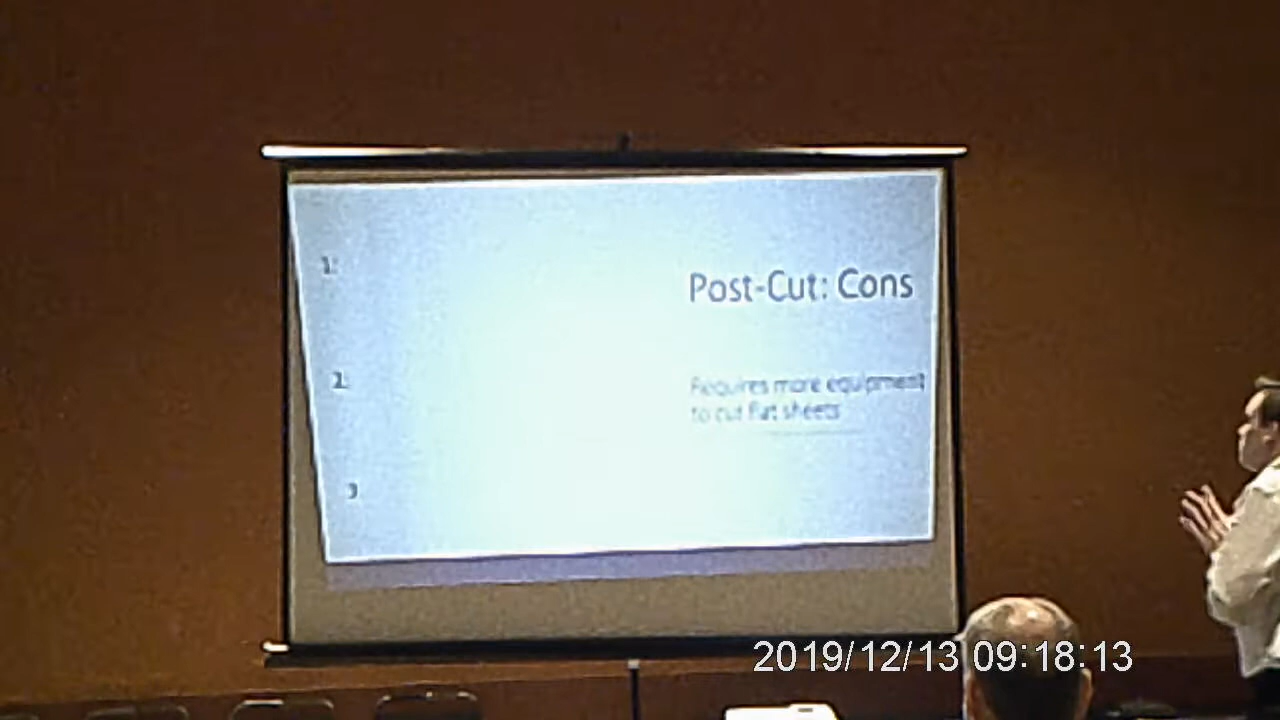 1:
Post-Cut: Cons
2:
Requires more equipment
to cut flat sheets
3
2019/12/13 09:18:13